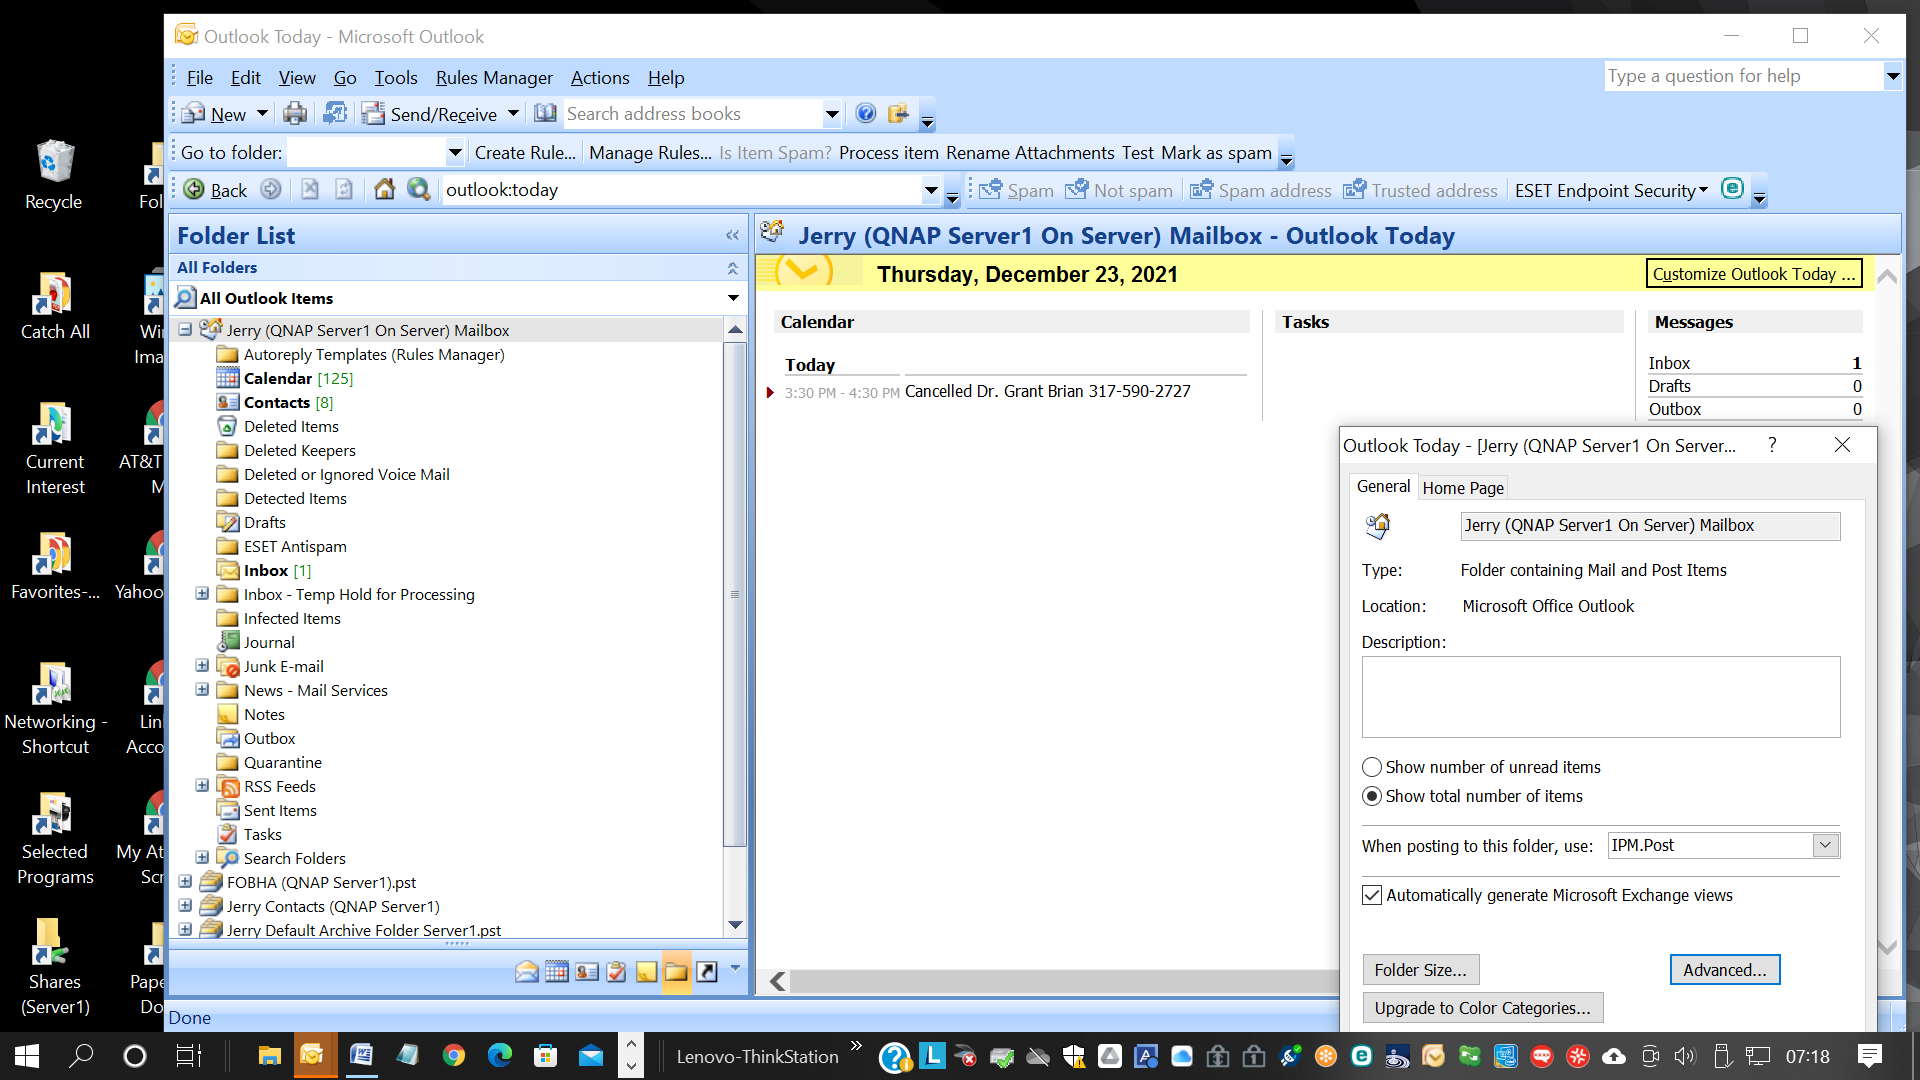 Outlook Today - Microsoft Outlook
File Edit View Go Tools Rules Manager Actions Help
Type a question for help
New
Send/Receive
Search address books
Go to folder:
Create Rule... Manage Rules... Is Item Spam? Process item Rename Attachments Test Mark as spam
Back
outlook:today
Spam Not spam Spam address Trusted address ESET Endpoint Security
Recycle
Catch All
Current
Interest
Favorites-...
Networking -
Shortcut
Selected
Programs
Shares
(Server1)
Fol
Wi
Ima
AT&T
M
Yahoo
Lin
Acco
My At
Scr
Pape
Do
Folder List
All Folders
All Outlook Items
Jerry (QNAP Server1 On Server) Mailbox
Autoreply Templates (Rules Manager)
Calendar [125]
Contacts [8]
Deleted Items
Deleted Keepers
Deleted or Ignored Voice Mail
Detected Items
Drafts
ESET Antispam
Inbox [1]
Inbox - Temp Hold for Processing
Infected Items
Journal
Junk E-mail
News - Mail Services
Notes
Outbox
Quarantine
RSS Feeds
Sent Items
Tasks
Search Folders
FOBHA (QNAP Server1).pst
Jerry Contacts (QNAP Server1)
Jerry Default Archive Folder Server1.pst
Done
Jerry (QNAP Server1 On Server) Mailbox - Outlook Today
Thursday, December 23, 2021
Customize Outlook Today ...
Calendar
Today
3:30 PM - 4:30 PM Cancelled Dr. Grant Brian 317-590-2727
Tasks
Messages
Inbox 1
Drafts 0
Outbox 0
Outlook Today - [Jerry (QNAP Server1 On Server...
General Home Page
Jerry (QNAP Server1 On Server) Mailbox
Type: Folder containing Mail and Post Items
Location: Microsoft Office Outlook
Description:
Show number of unread items
Show total number of items
When posting to this folder, use: IPM.Post
Automatically generate Microsoft Exchange views
Folder Size...
Advanced...
Upgrade to Color Categories...
Lenovo-ThinkStation
07:18